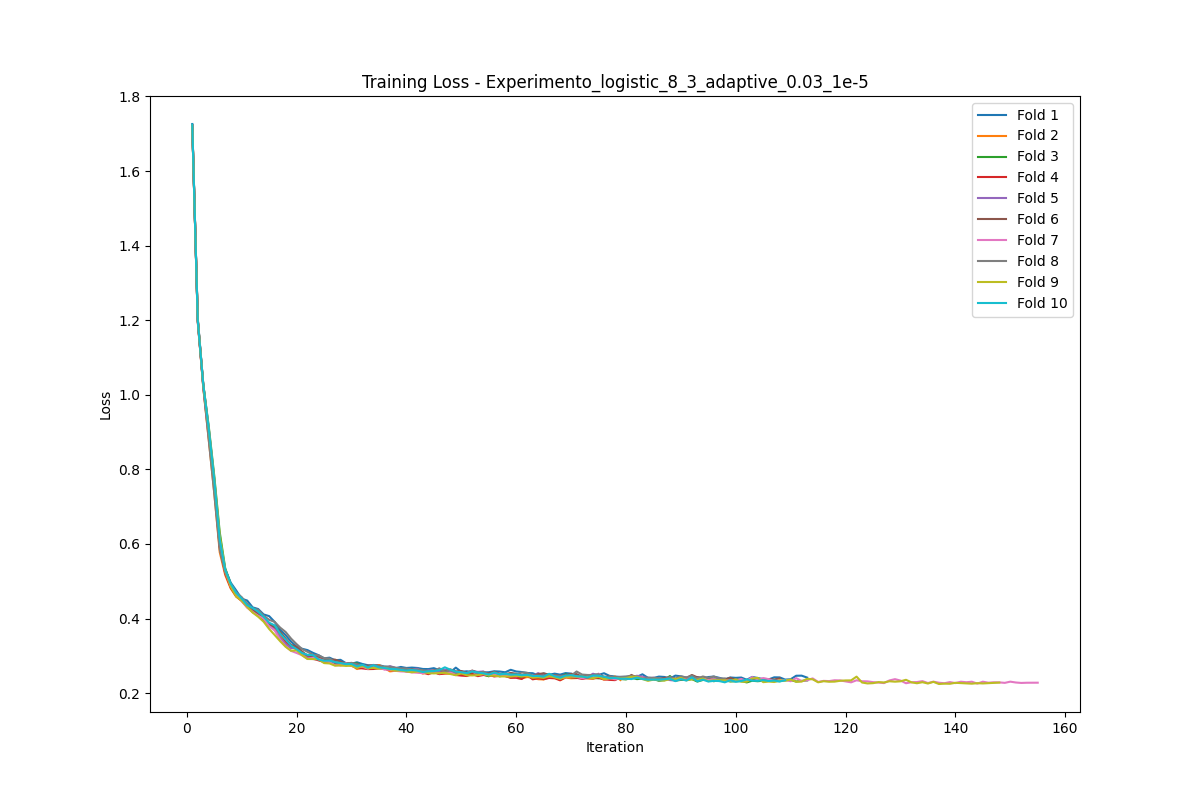 Training Loss - Experimento_logistic_8_3_adaptive_0.03_1e-5
1.8
1.6
1.4
1.2
1.0
0.8
0.6
0.4
0.2
Loss
Fold 1
Fold 2
Fold 3
Fold 4
Fold 5
Fold 6
Fold 7
Fold 8
Fold 9
Fold 10
0 20 40 60 80 100 120 140 160
Iteration